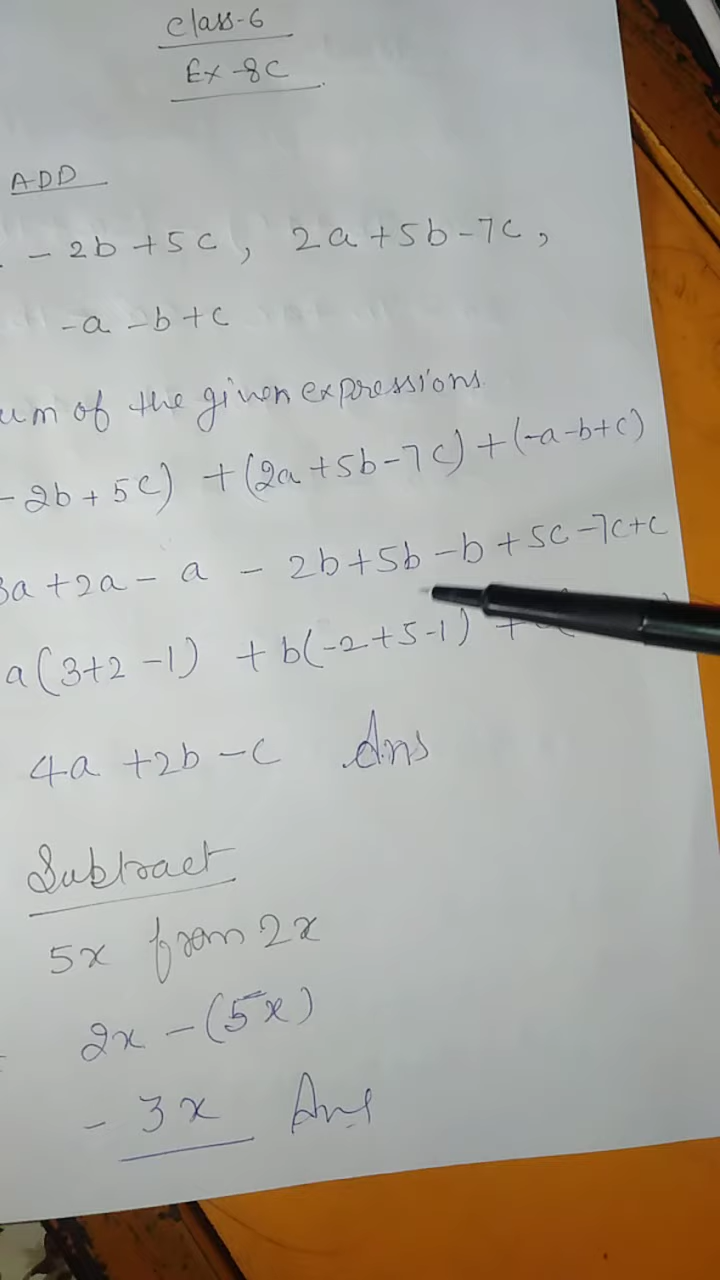 Class-6
Ex-8C
ADD
- 2b + 5c, 2a + 5b - 7c,
-a - b + c
um of the given expressions
- 2b + 5c) + (2a + 5b - 7c) + (-a - b + c)
3a + 2a - a - 2b + 5b - b + 5c - 7c + c
a(3 + 2 - 1) + b(-2 + 5 - 1) +
4a + 2b - c Ans
Subtract
5x from 2x
2x - (5x)
- 3x Ans